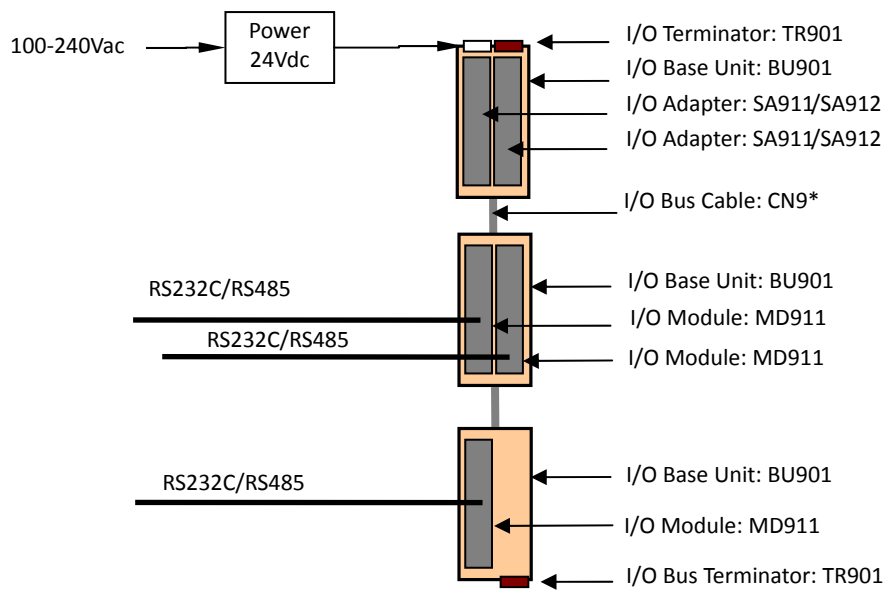 100-240Vac
Power
24Vdc
I/O Terminator: TR901
I/O Base Unit: BU901
I/O Adapter: SA911/SA912
I/O Adapter: SA911/SA912
I/O Bus Cable: CN9*
RS232C/RS485
RS232C/RS485
I/O Base Unit: BU901
I/O Module: MD911
I/O Module: MD911
RS232C/RS485
I/O Base Unit: BU901
I/O Module: MD911
I/O Bus Terminator: TR901